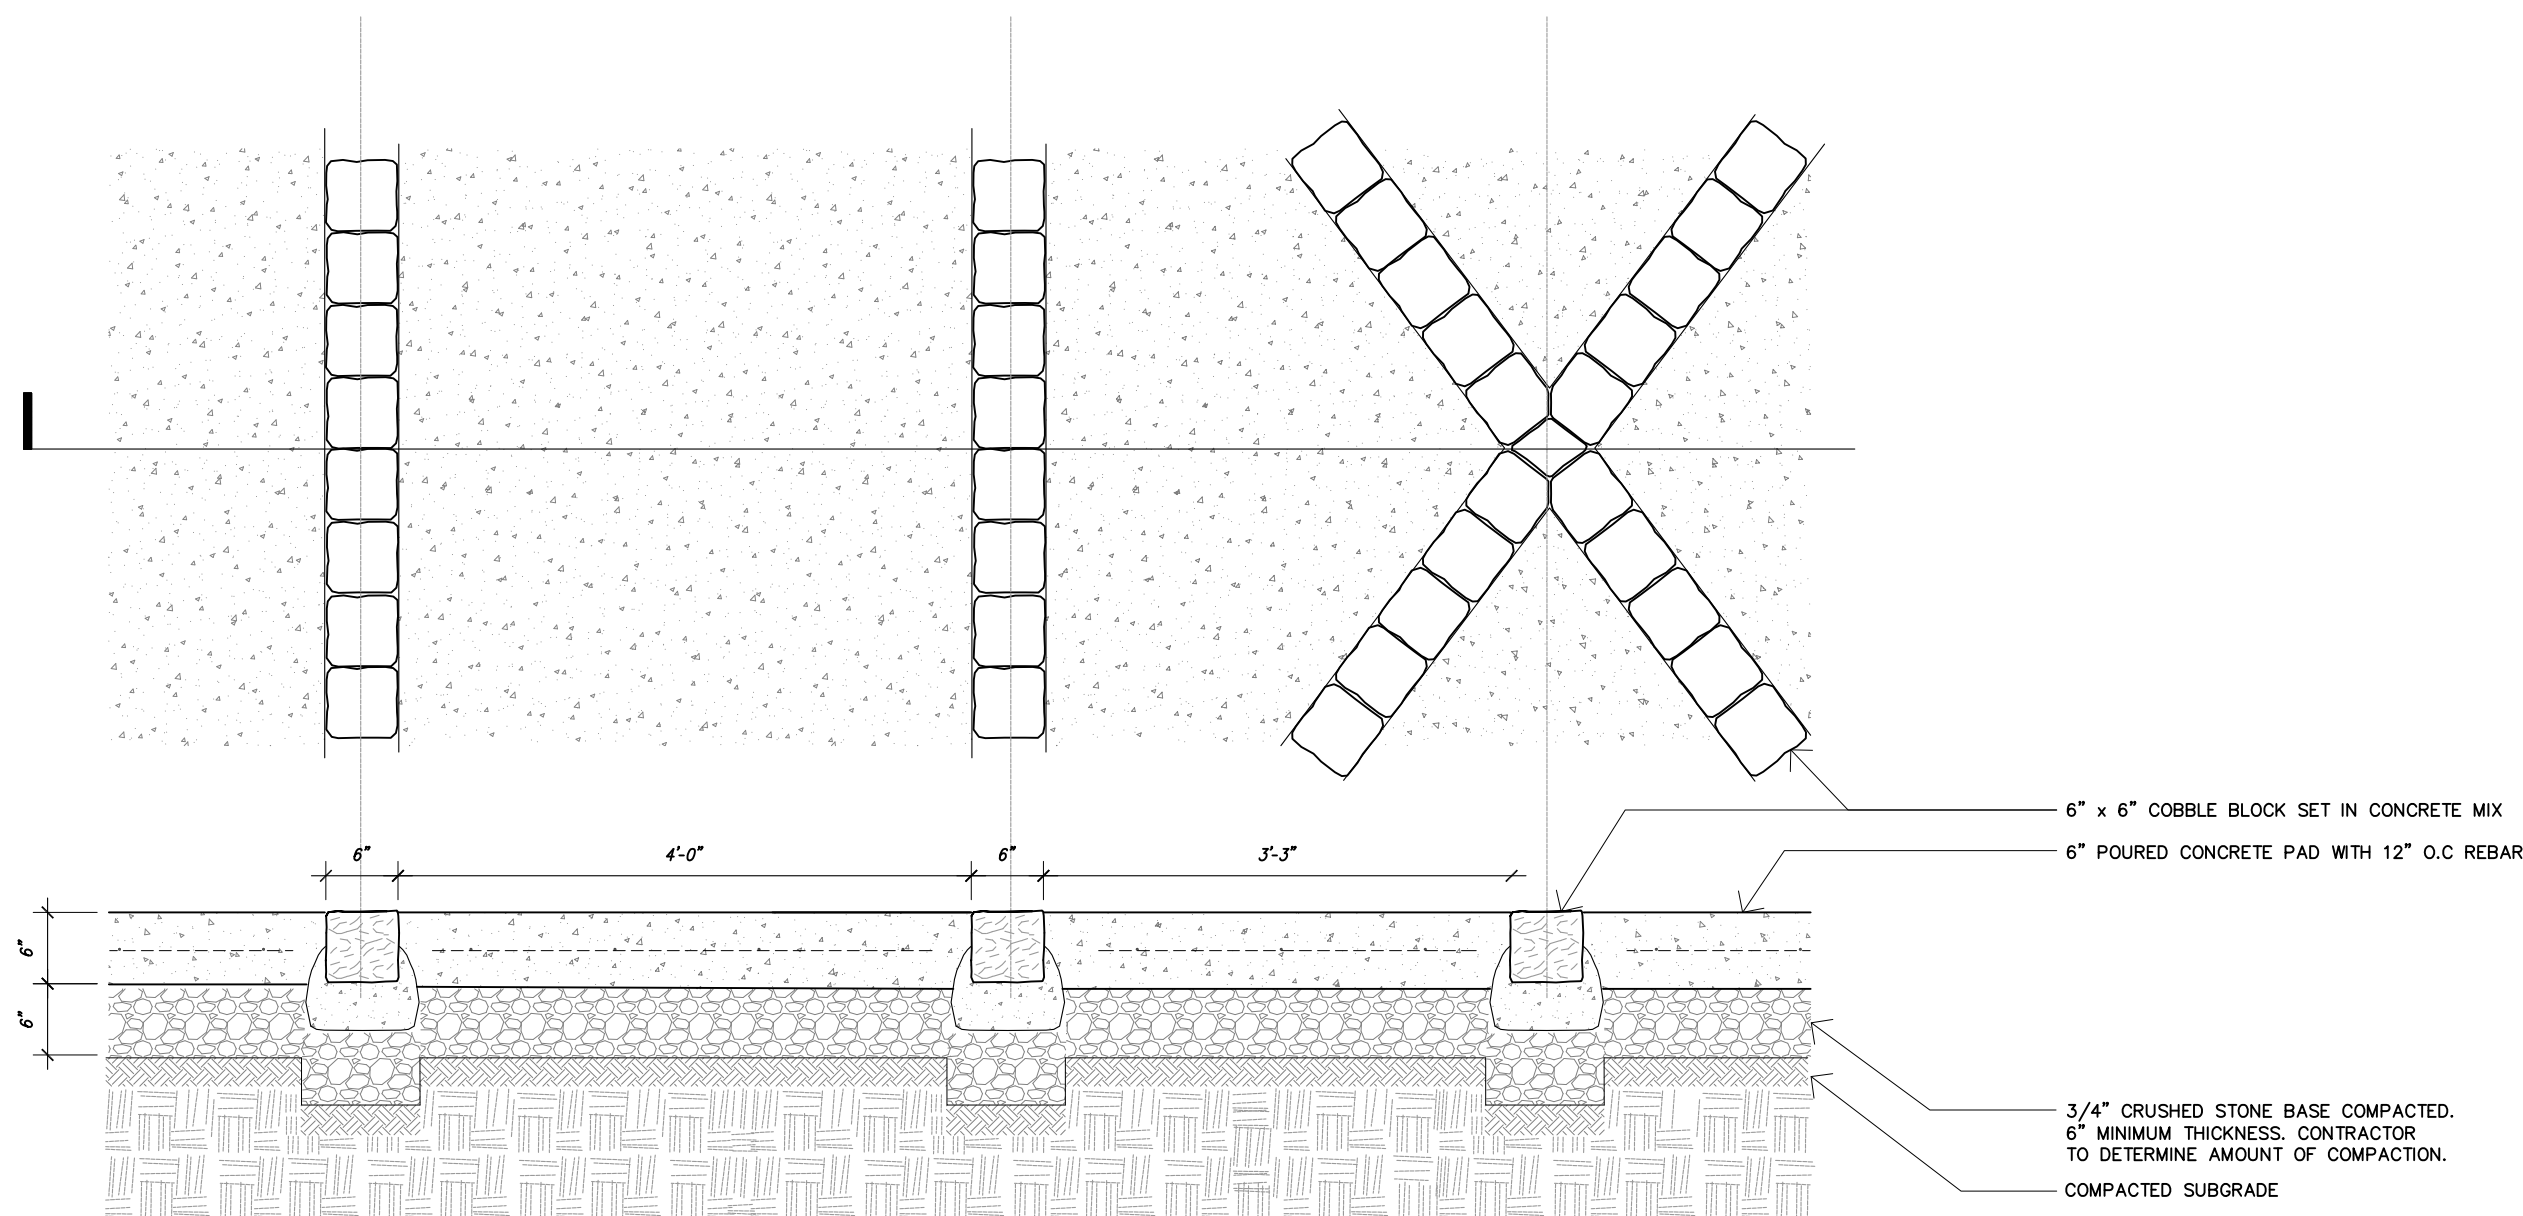 6” x 6” COBBLE BLOCK SET IN CONCRETE MIX
6” POURED CONCRETE PAD WITH 12” O.C REBAR
6” 4’-0” 6” 3’-3”
6”
6”
3/4” CRUSHED STONE BASE COMPACTED.
6” MINIMUM THICKNESS. CONTRACTOR
TO DETERMINE AMOUNT OF COMPACTION.
COMPACTED SUBGRADE